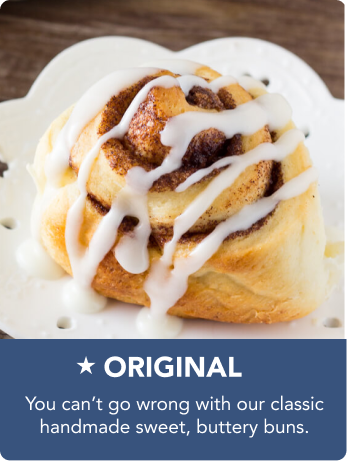 ★ ORIGINAL
You can’t go wrong with our classic
handmade sweet, buttery buns.